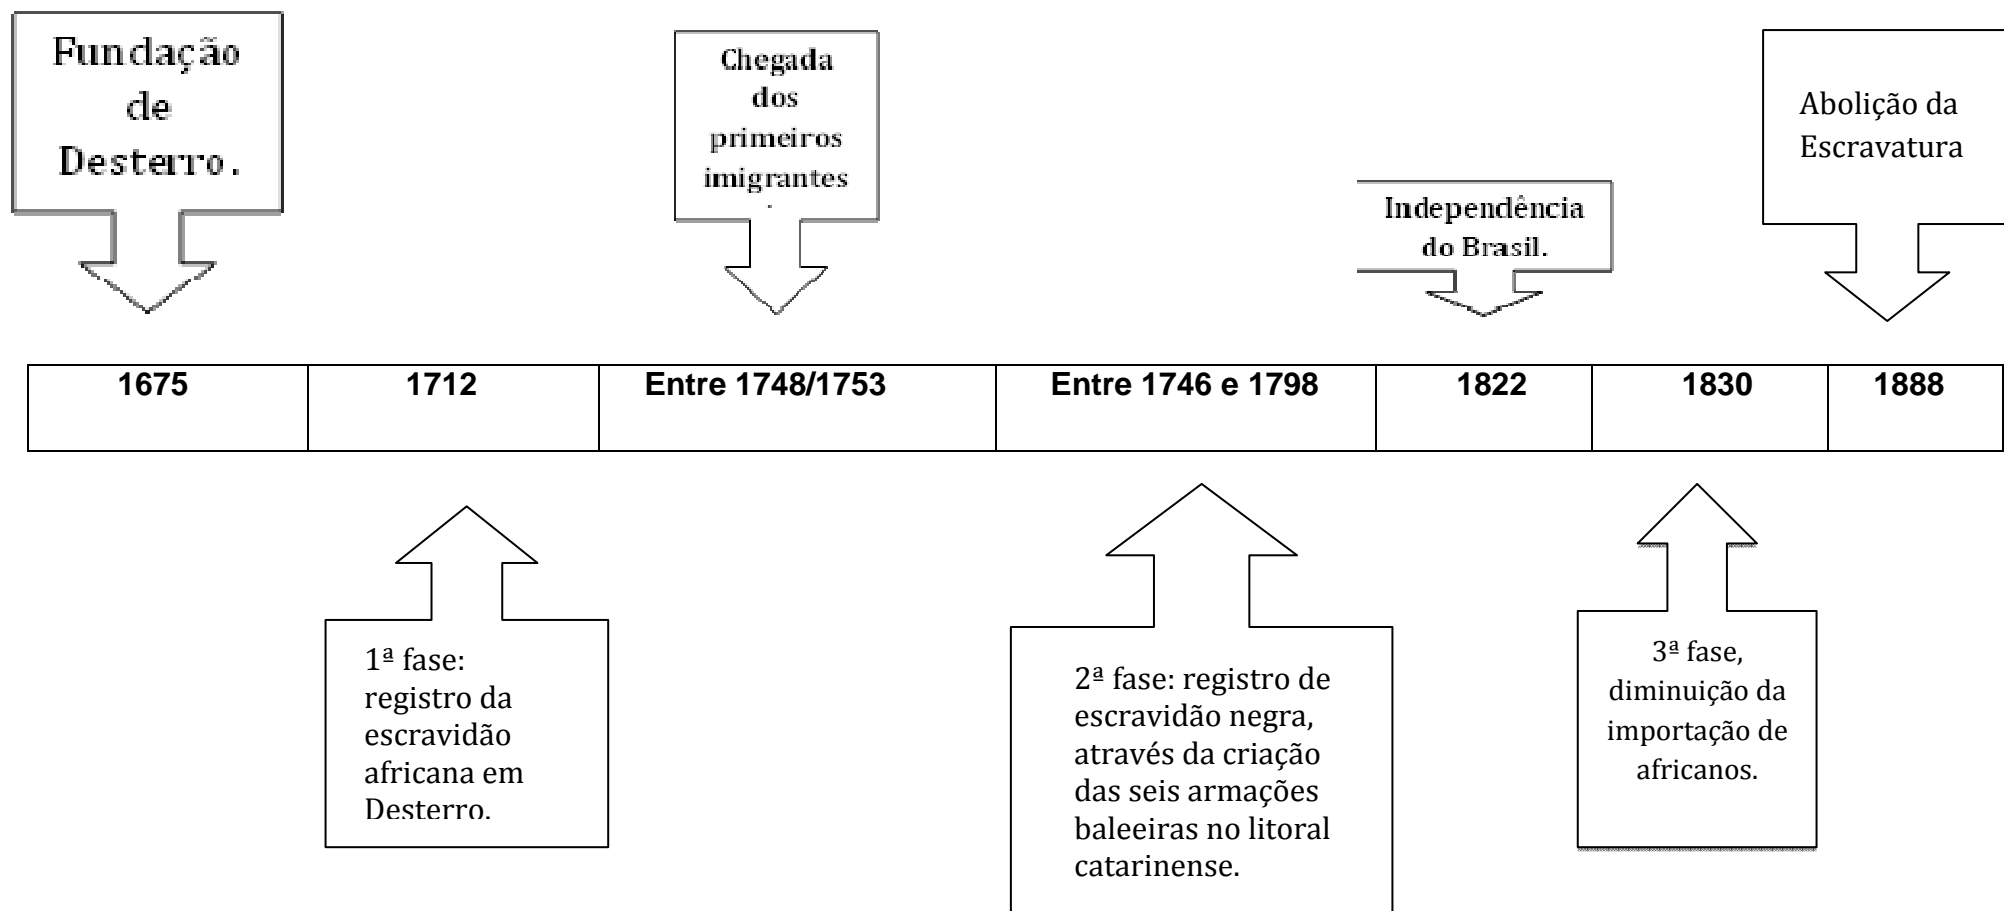 Fundação
de
Desterro.
Chegada
dos
primeiros
imigrantes
.
Independência
do Brasil.
Abolição da
Escravatura
1675
1712
Entre 1748/1753
Entre 1746 e 1798
1822
1830
1888
1ª fase:
registro da
escravidão
africana em
Desterro.
2ª fase: registro de
escravidão negra,
através da criação
das seis armações
baleeiras no litoral
catarinense.
3ª fase,
diminuição da
importação de
africanos.